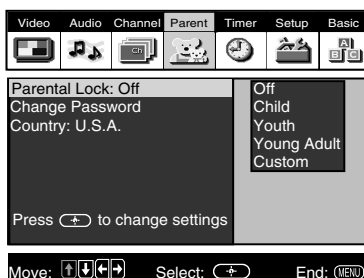 Video Audio Channel Parent Timer Setup Basic
Ch
A
B C
Parental Lock: Off
Change Password
Country: U.S.A.
Press to change settings
Off
Child
Youth
Young Adult
Custom
Move: Select: End: MENU